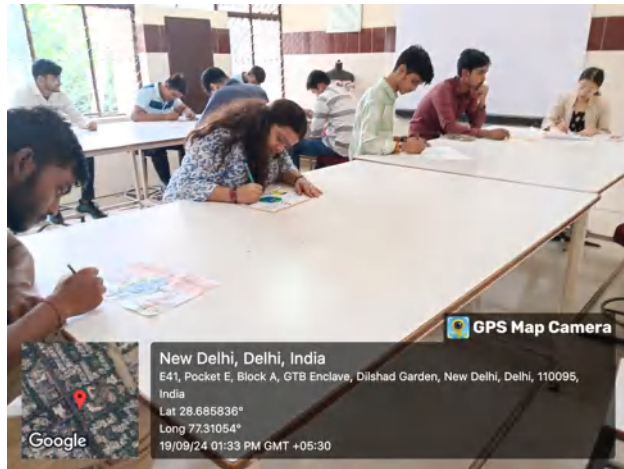 GPS Map Camera
New Delhi, Delhi, India
E41, Pocket E, Block A, GTB Enclave, Dilshad Garden, New Delhi, Delhi, 110095,
India
Lat 28.685836°
Long 77.31054°
19/09/24 01:33 PM GMT +05:30
Google